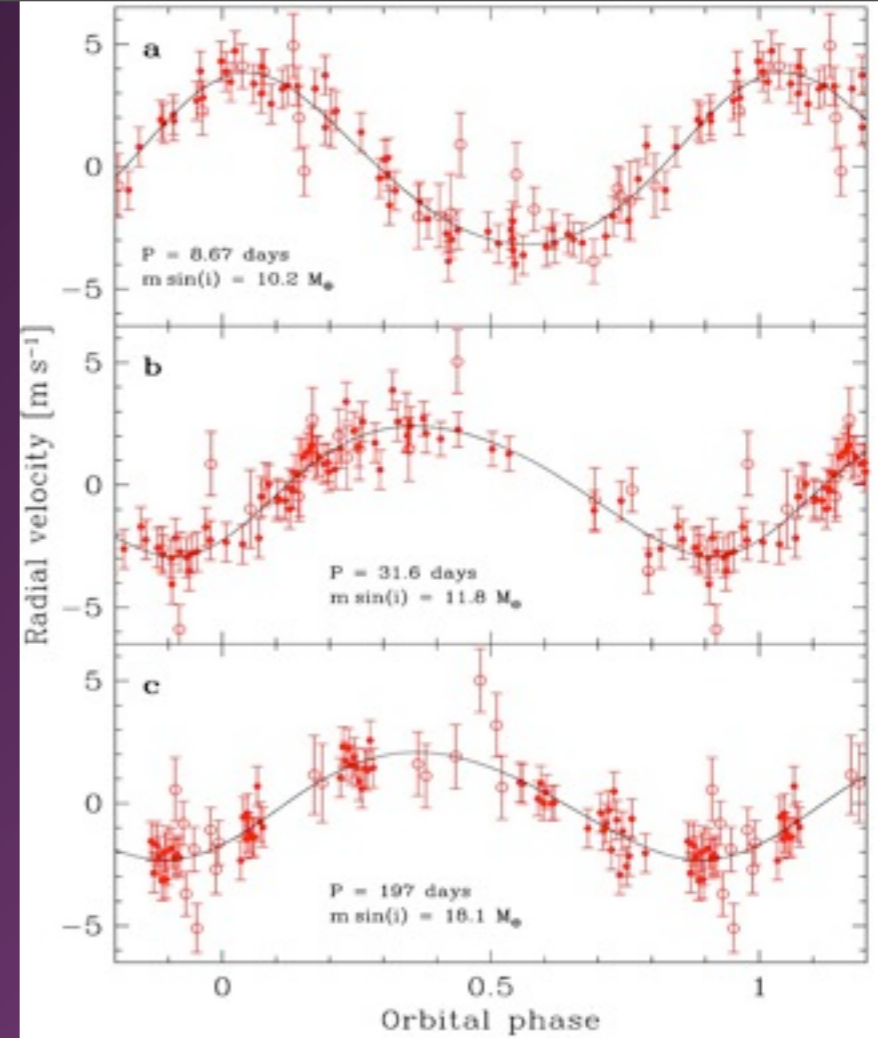 a
5
0
−5
P = 8.67 days
m sin(i) = 10.2 M⊕
b
5
0
−5
P = 31.6 days
m sin(i) = 11.8 M⊕
c
5
0
−5
P = 197 days
m sin(i) = 18.1 M⊕
Radial velocity [m s⁻¹]
0 0.5 1
Orbital phase